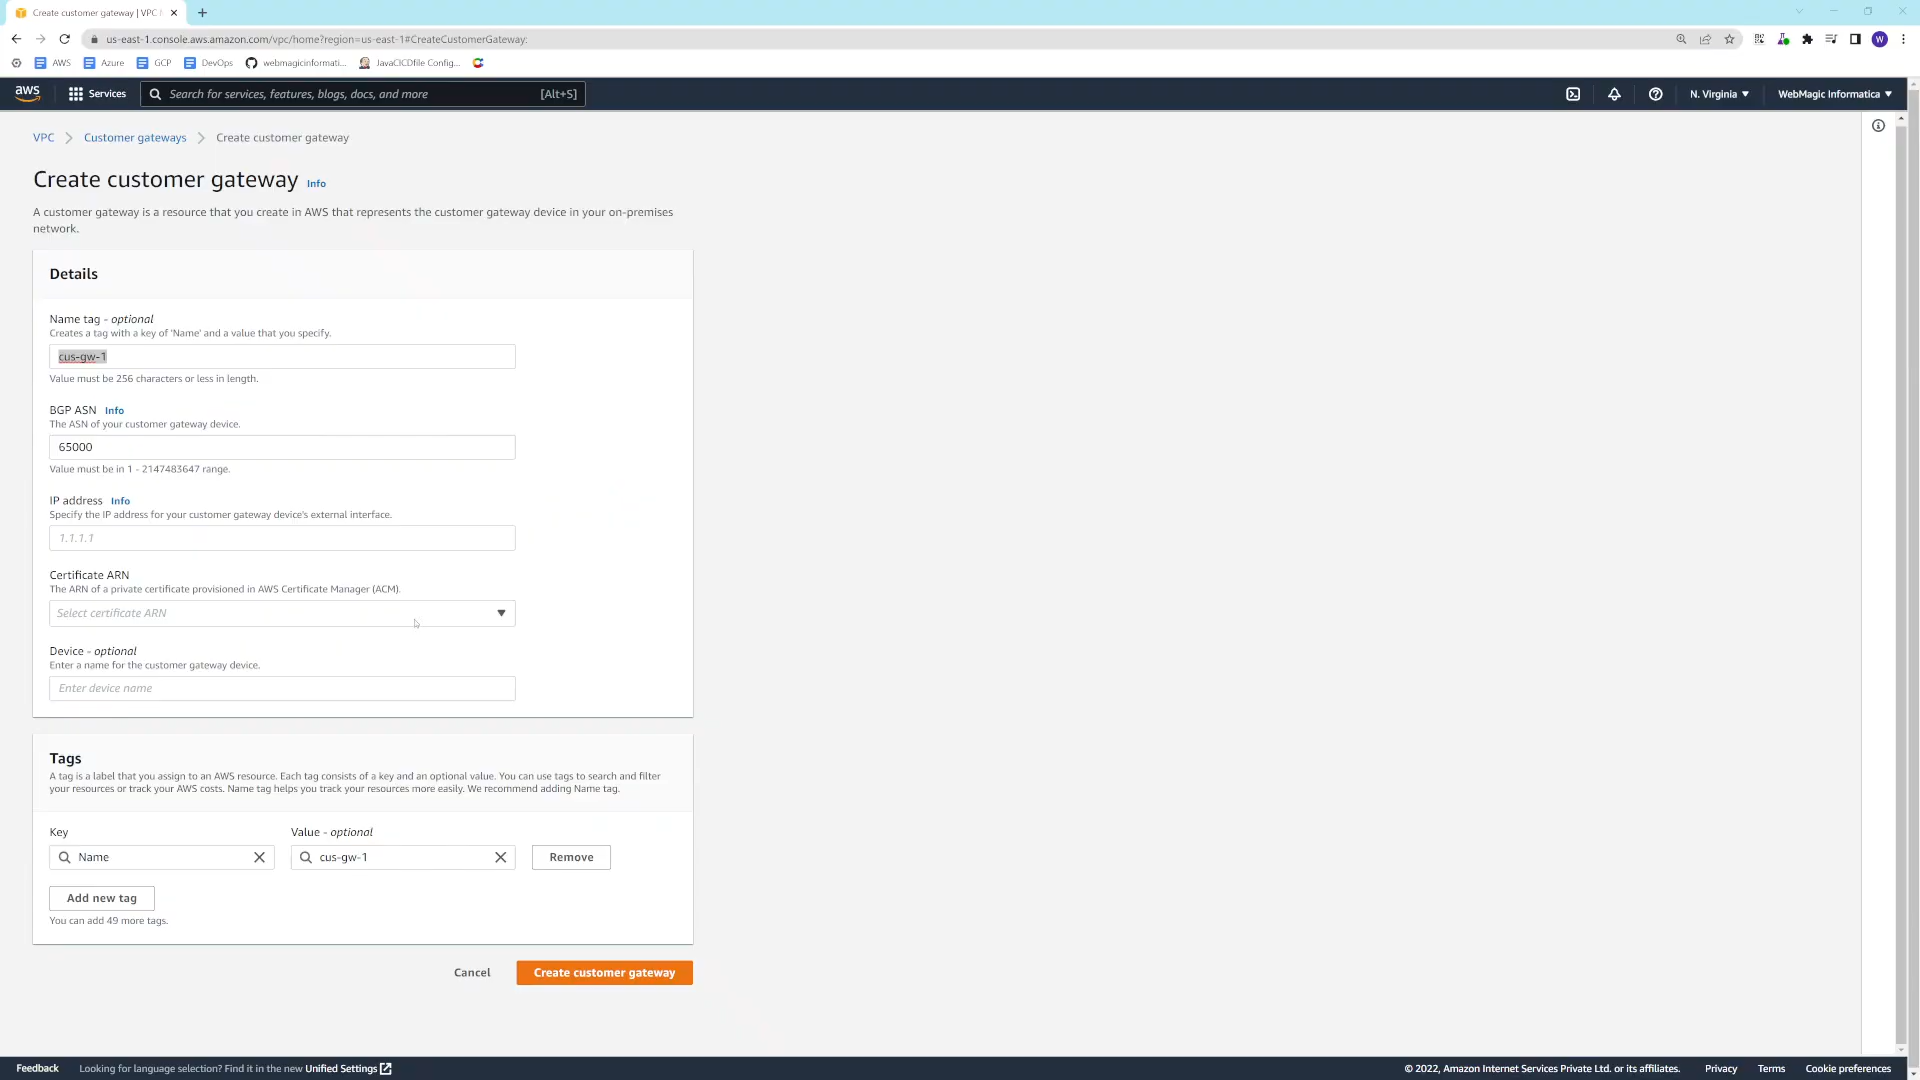 Create customer gateway | VPC
us-east-1.console.aws.amazon.com/vpc/home?region=us-east-1#CreateCustomerGateway:
W
AWS
Azure
GCP
DevOps
webmagicinformati...
JavaCICDfile Config...
aws
Services
Search for services, features, blogs, docs, and more
[Alt+S]
N. Virginia
WebMagic Informatica
VPC
Customer gateways
Create customer gateway
Create customer gateway Info
A customer gateway is a resource that you create in AWS that represents the customer gateway device in your on-premises
network.
Details
Name tag - optional
Creates a tag with a key of 'Name' and a value that you specify.
cus-gw-1
Value must be 256 characters or less in length.
BGP ASN Info
The ASN of your customer gateway device.
65000
Value must be in 1 - 2147483647 range.
IP address Info
Specify the IP address for your customer gateway device's external interface.
1.1.1.1
Certificate ARN
The ARN of a private certificate provisioned in AWS Certificate Manager (ACM).
Select certificate ARN
Device - optional
Enter a name for the customer gateway device.
Enter device name
Tags
A tag is a label that you assign to an AWS resource. Each tag consists of a key and an optional value. You can use tags to search and filter
your resources or track your AWS costs. Name tag helps you track your resources more easily. We recommend adding Name tag.
Key
Value - optional
Name
cus-gw-1
Remove
Add new tag
You can add 49 more tags.
Cancel
Create customer gateway
Feedback
Looking for language selection? Find it in the new Unified Settings
© 2022, Amazon Internet Services Private Ltd. or its affiliates.
Privacy
Terms
Cookie preferences